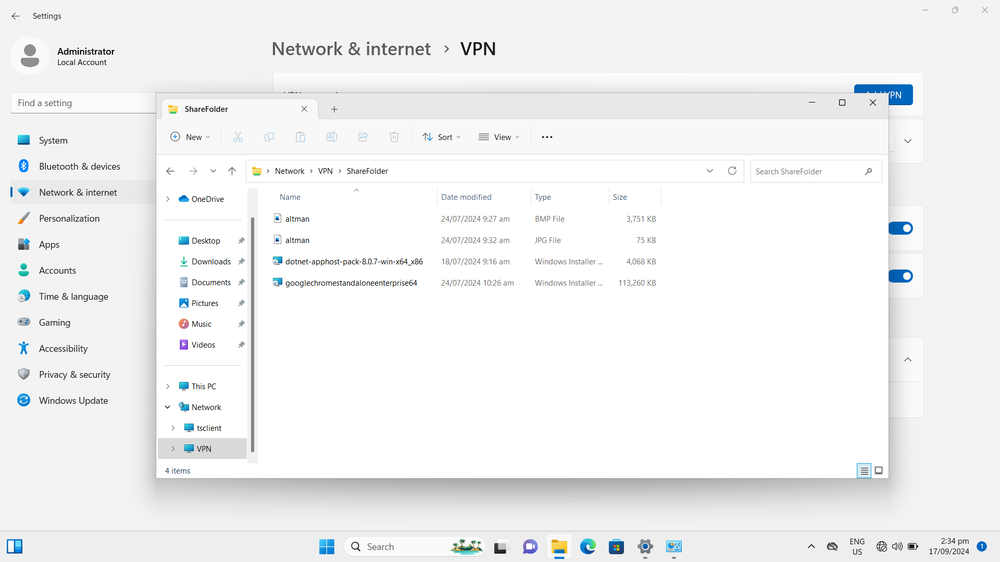 Settings
Administrator
Local Account
Find a setting
System
Bluetooth & devices
Network & internet
Personalization
Apps
Accounts
Time & language
Gaming
Accessibility
Privacy & security
Windows Update
Network & internet > VPN
ShareFolder
New
Sort
View
Network > VPN > ShareFolder
Search ShareFolder
OneDrive
Desktop
Downloads
Documents
Pictures
Music
Videos
This PC
Network
tsclient
VPN
Name Date modified Type Size
altman 24/07/2024 9:27 am BMP File 3,751 KB
altman 24/07/2024 9:32 am JPG File 75 KB
dotnet-apphost-pack-8.0.7-win-x64_x86 18/07/2024 9:16 am Windows Installer ... 4,068 KB
googlechromestandaloneenterprise64 24/07/2024 10:26 am Windows Installer ... 113,260 KB
4 items
Search
ENG
US
2:34 pm
17/09/2024
1